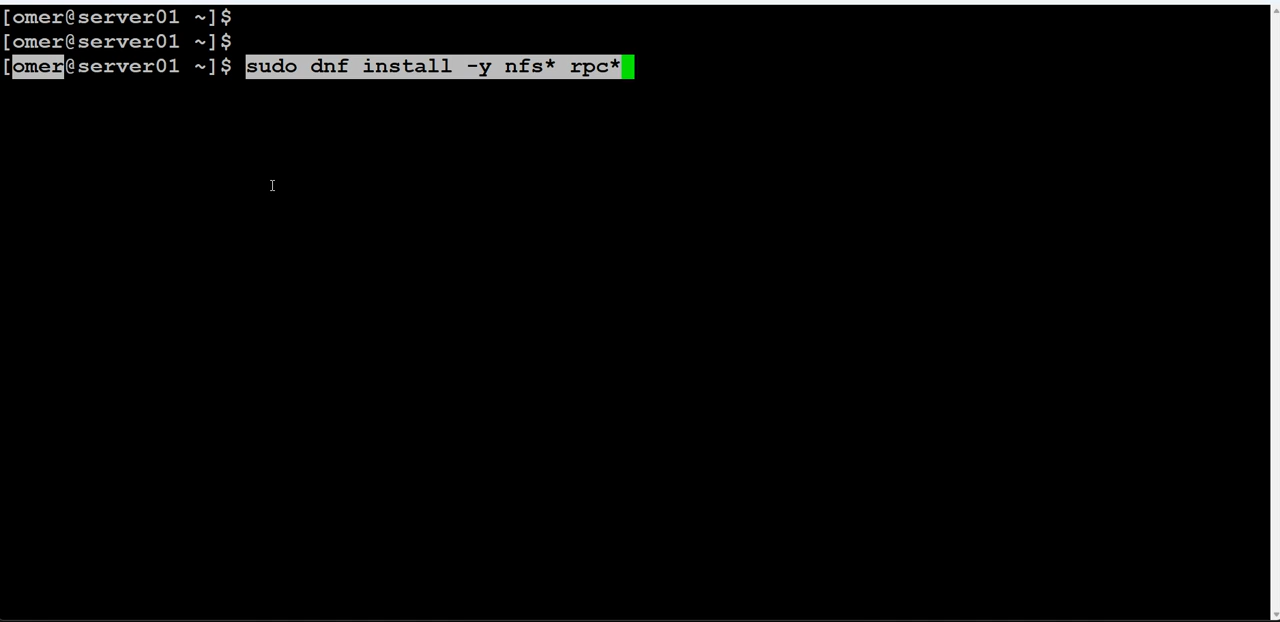 [omer@server01 ~]$
[omer@server01 ~]$
[omer@server01 ~]$ sudo dnf install -y nfs* rpc*